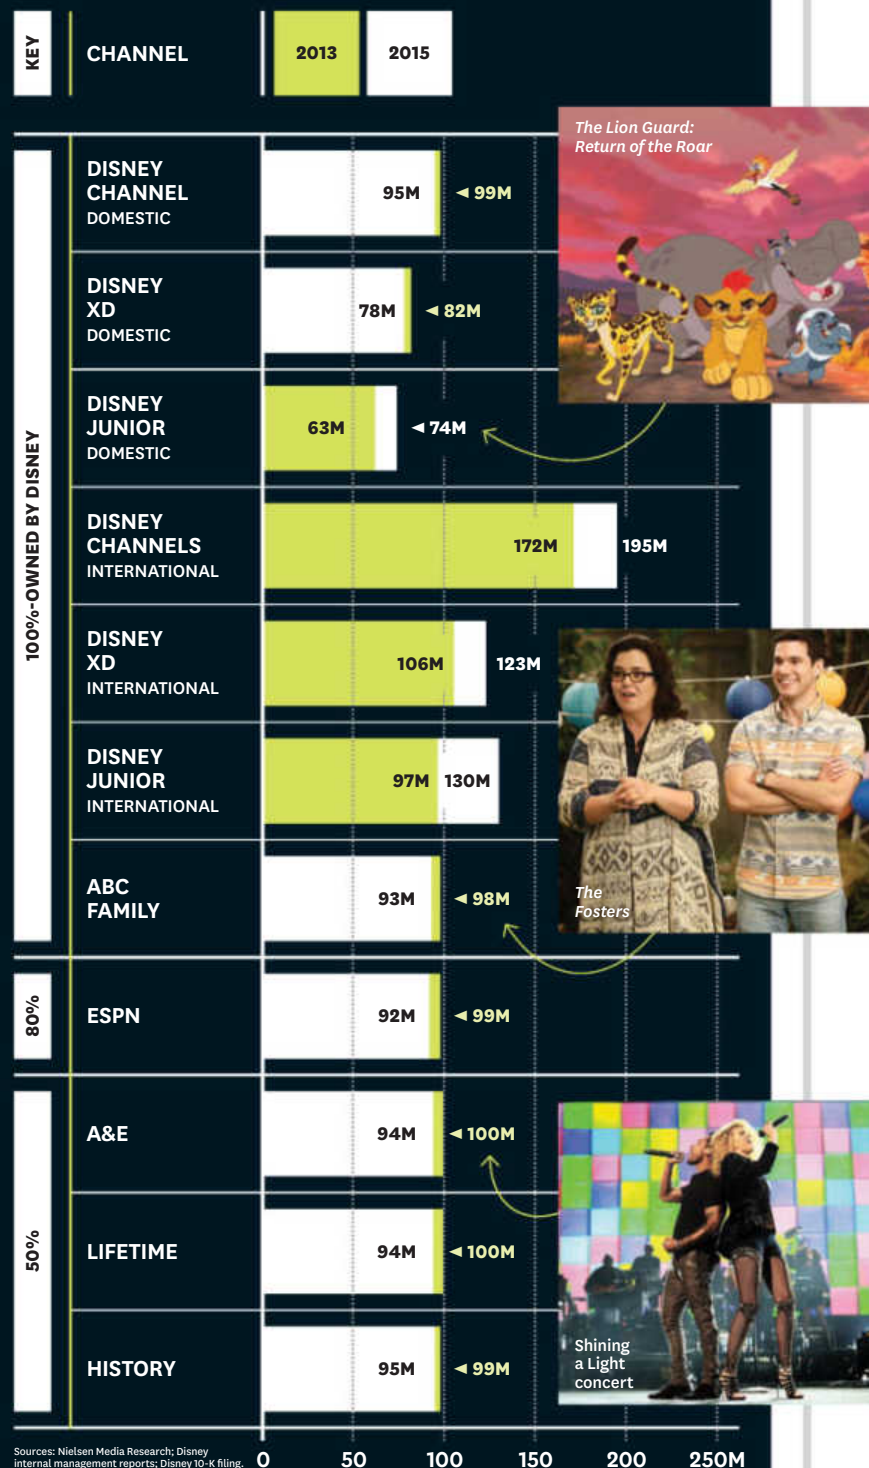 KEY
CHANNEL
2013
2015
The Lion Guard:
Return of the Roar
100%-OWNED BY DISNEY
DISNEY
CHANNEL
DOMESTIC
95M
◄ 99M
DISNEY
XD
DOMESTIC
78M
◄ 82M
DISNEY
JUNIOR
DOMESTIC
63M
◄ 74M
DISNEY
CHANNELS
INTERNATIONAL
172M
195M
DISNEY
XD
INTERNATIONAL
106M
123M
DISNEY
JUNIOR
INTERNATIONAL
97M
130M
ABC
FAMILY
93M
◄ 98M
The
Fosters
80%
ESPN
92M
◄ 99M
50%
A&E
94M
◄ 100M
LIFETIME
94M
◄ 100M
HISTORY
95M
◄ 99M
Shining
a Light
concert
Sources: Nielsen Media Research; Disney
internal management reports; Disney 10-K filing.
0 50 100 150 200 250M